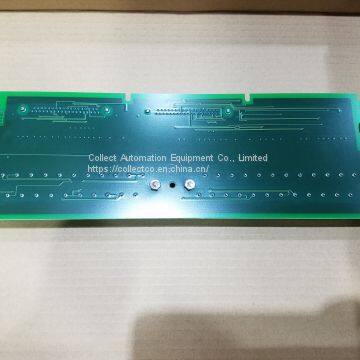 Collect Automation Equipment Co., Limited
https://collectco.en.china.cn/